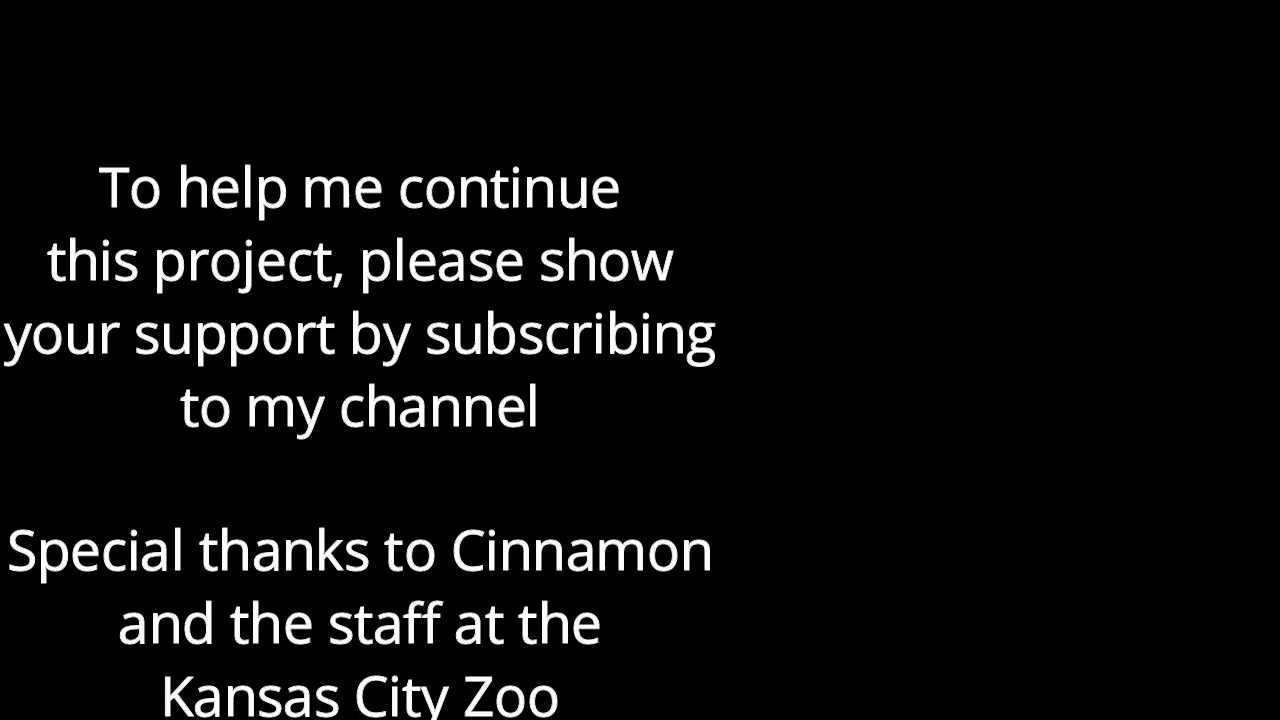 To help me continue
this project, please show
your support by subscribing
to my channel
Special thanks to Cinnamon
and the staff at the
Kansas City Zoo